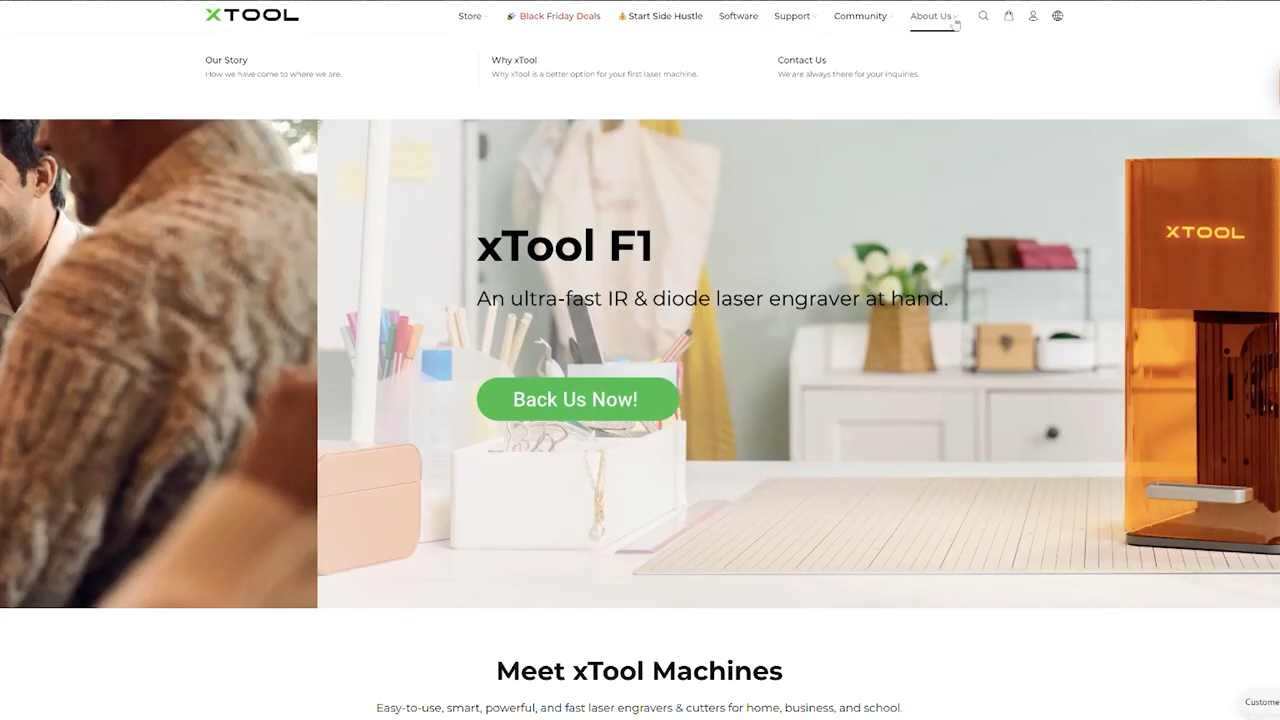 XTOOL
Store
Black Friday Deals
Start Side Hustle
Software
Support
Community
About Us
Our Story
How we have come to where we are.
Why xTool
Why xTool is a better option for your first laser machine.
Contact Us
We are always there for your inquiries.
xTool F1
An ultra-fast IR & diode laser engraver at hand.
Back Us Now!
XTOOL
Meet xTool Machines
Easy-to-use, smart, powerful, and fast laser engravers & cutters for home, business, and school.
Custome